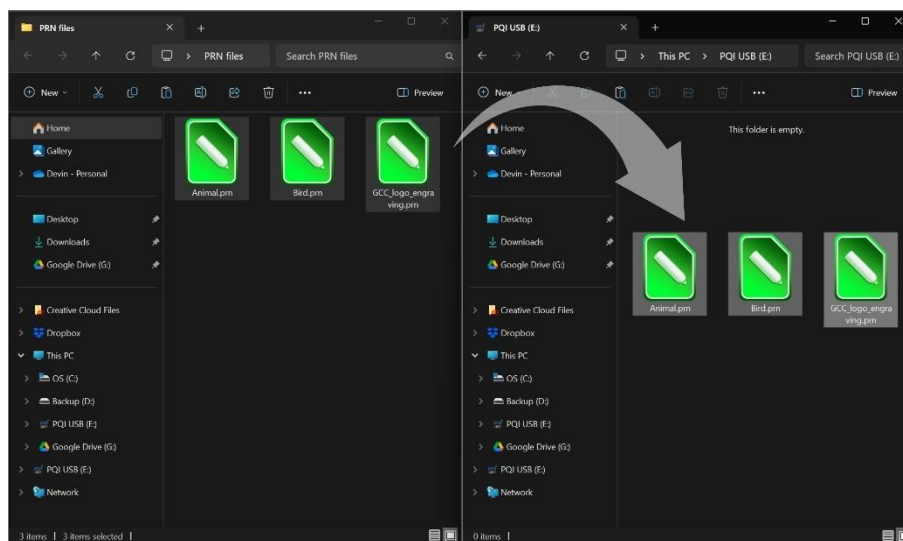 PRN files
PRN files
Search PRN files
New
Preview
Home
Gallery
Devin - Personal
Desktop
Downloads
Google Drive (G:)
Creative Cloud Files
Dropbox
This PC
OS (C:)
Backup (D:)
PQI USB (E:)
Google Drive (G:)
PQI USB (E:)
Network
Animal.prn
Bird.prn
GCC_logo_engra
ving.prn
3 items
3 items selected
PQI USB (E:)
This PC
PQI USB (E:)
Search PQI USB (E:)
New
Preview
Home
Gallery
Devin - Personal
Desktop
Downloads
Google Drive (G:)
Creative Cloud Files
Dropbox
This PC
OS (C:)
Backup (D:)
PQI USB (E:)
Google Drive (G:)
PQI USB (E:)
Network
This folder is empty.
Animal.prn
Bird.prn
GCC_logo_engra
ving.prn
0 items